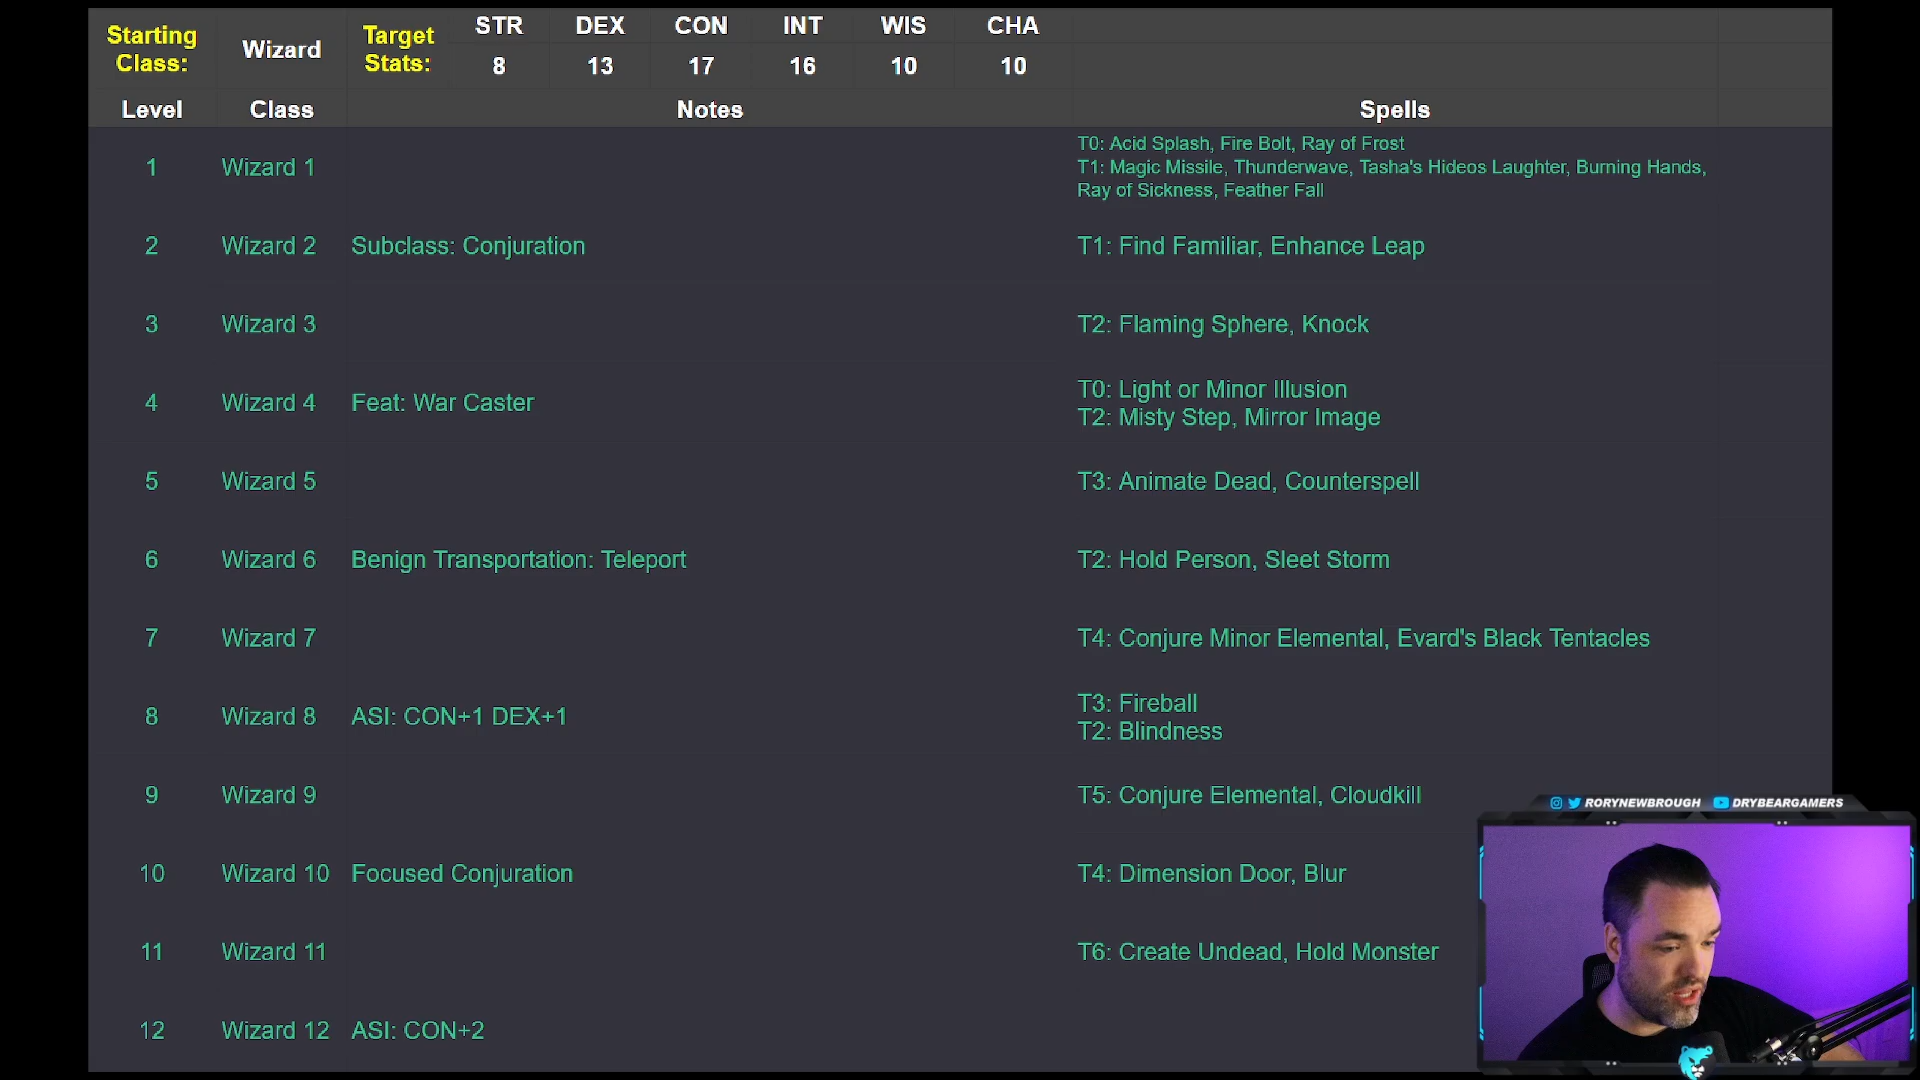 Starting Class: Wizard Target Stats: STR DEX CON INT WIS CHA
8 13 17 16 10 10
Level Class Notes Spells
1 Wizard 1 T0: Acid Splash, Fire Bolt, Ray of Frost
T1: Magic Missile, Thunderwave, Tasha's Hideos Laughter, Burning Hands,
Ray of Sickness, Feather Fall
2 Wizard 2 Subclass: Conjuration T1: Find Familiar, Enhance Leap
3 Wizard 3 T2: Flaming Sphere, Knock
4 Wizard 4 Feat: War Caster T0: Light or Minor Illusion
T2: Misty Step, Mirror Image
5 Wizard 5 T3: Animate Dead, Counterspell
6 Wizard 6 Benign Transportation: Teleport T2: Hold Person, Sleet Storm
7 Wizard 7 T4: Conjure Minor Elemental, Evard's Black Tentacles
8 Wizard 8 ASI: CON+1 DEX+1 T3: Fireball
T2: Blindness
9 Wizard 9 T5: Conjure Elemental, Cloudkill
RORYNEWBROUGH DRYBEARGAMERS
10 Wizard 10 Focused Conjuration T4: Dimension Door, Blur
11 Wizard 11 T6: Create Undead, Hold Monster
12 Wizard 12 ASI: CON+2